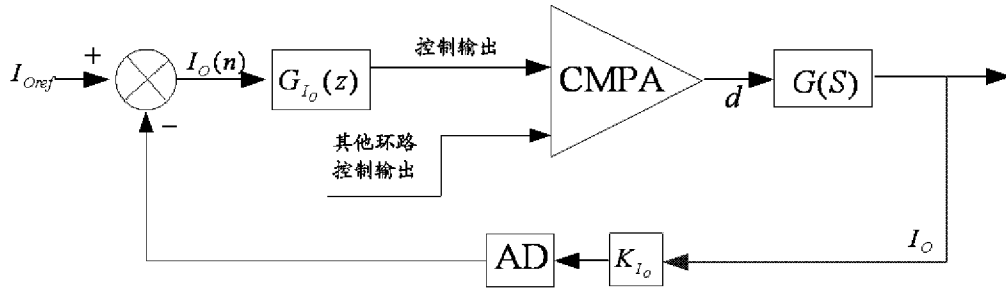 控制输出
+
I_Oref
I_O(n)
G_{I_O}(z)
CMPA
d
G(S)
−
其他环路
控制输出
AD
K_{I_O}
I_O